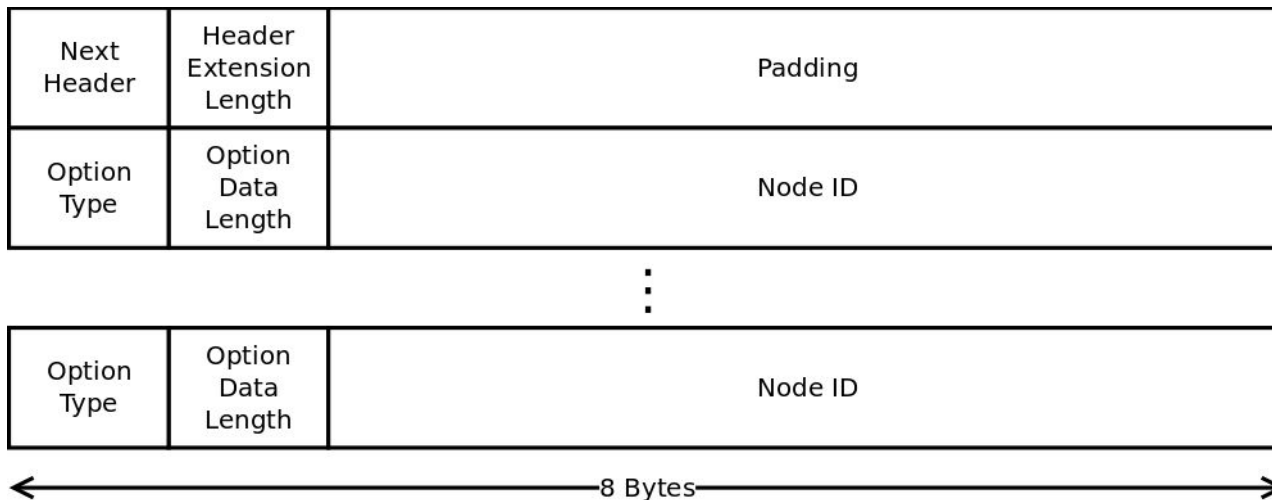 Next
Header
Header
Extension
Length
Padding
Option
Type
Option
Data
Length
Node ID
Option
Type
Option
Data
Length
Node ID
8 Bytes